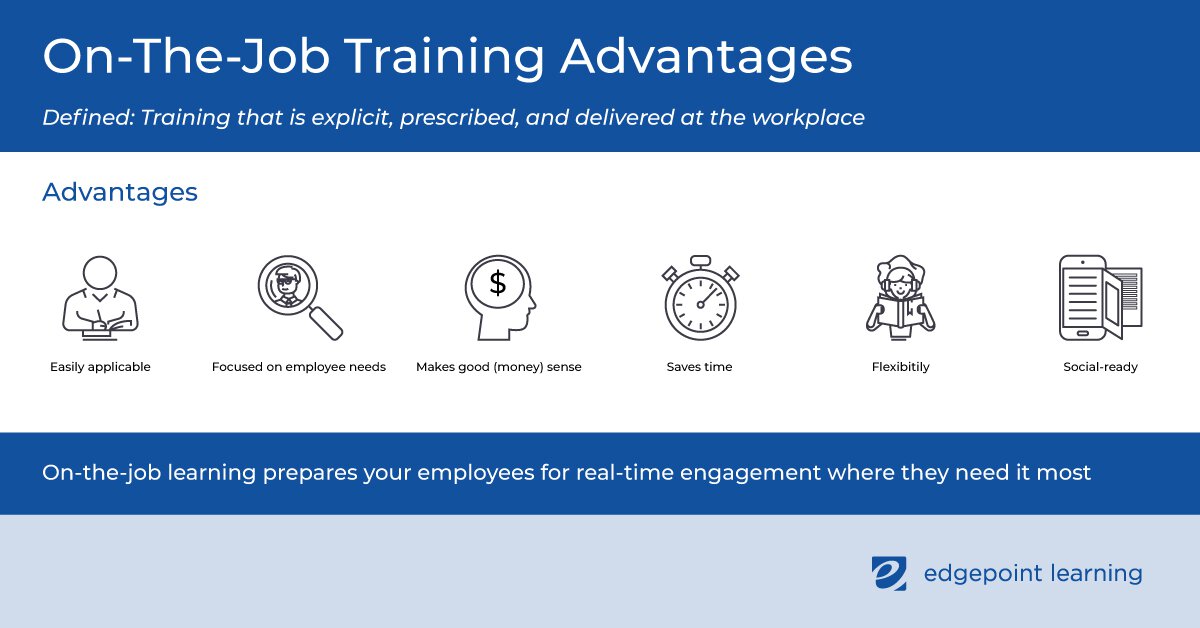 On-The-Job Training Advantages
Defined: Training that is explicit, prescribed, and delivered at the workplace
Advantages
$
Easily applicable
Focused on employee needs
Makes good (money) sense
Saves time
Flexibitily
Social-ready
On-the-job learning prepares your employees for real-time engagement where they need it most
edgepoint learning